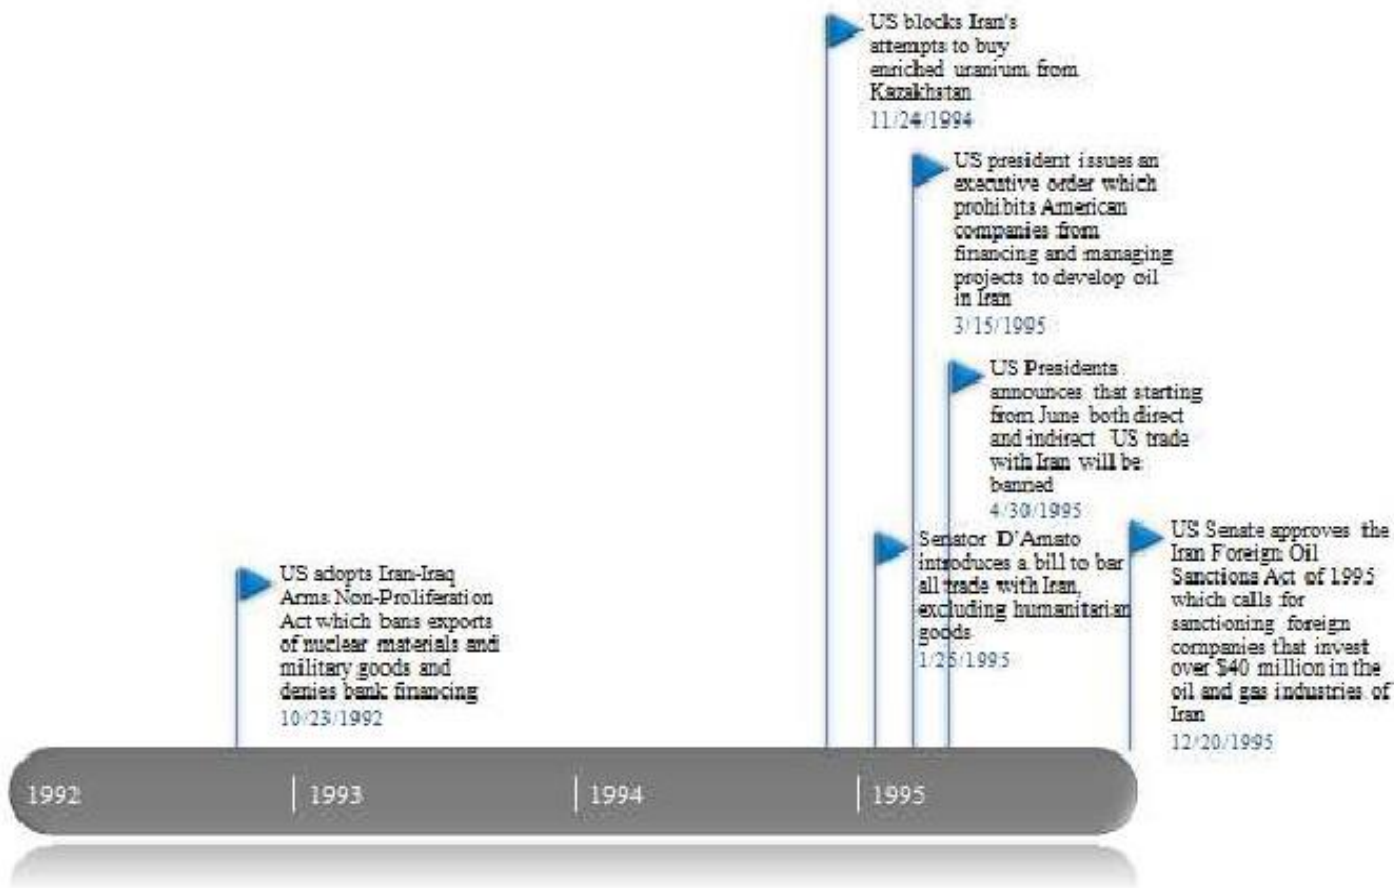 US blocks Iran's
attempts to buy
enriched uranium from
Kazakhstan
11/24/1994
US president issues an
executive order which
prohibits American
companies from
financing and managing
projects to develop oil
in Iran
3/15/1995
US Presidents
announces that starting
from June both direct
and indirect US trade
with Iran will be
banned
4/30/1995
Senator D'Amato
introduces a bill to bar
all trade with Iran,
excluding humanitarian
goods
1/25/1995
US Senate approves the
Iran Foreign Oil
Sanctions Act of 1995
which calls for
sanctioning foreign
companies that invest
over $40 million in the
oil and gas industries of
Iran
12/20/1995
US adopts Iran-Iraq
Arms Non-Proliferation
Act which bans exports
of nuclear materials and
military goods and
denies bank financing
10/23/1992
1992
1993
1994
1995